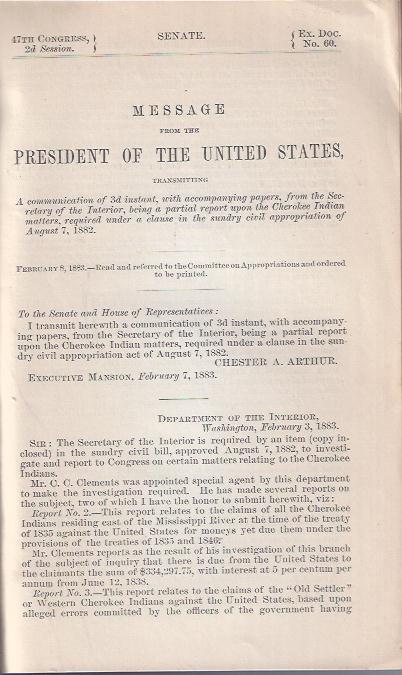 47TH CONGRESS,
2d Session.
SENATE.
Ex. Doc.
No. 60.
MESSAGE
FROM THE
PRESIDENT OF THE UNITED STATES,
TRANSMITTING
A communication of 3d instant, with accompanying papers, from the Sec-
retary of the Interior, being a partial report upon the Cherokee Indian
matters, required under a clause in the sundry civil appropriation of
August 7, 1882.
FEBRUARY 8, 1883.—Read and referred to the Committee on Appropriations and ordered
to be printed.
To the Senate and House of Representatives:
I transmit herewith a communication of 3d instant, with accompany-
ing papers, from the Secretary of the Interior, being a partial report
upon the Cherokee Indian matters, required under a clause in the sun-
dry civil appropriation act of August 7, 1882.
CHESTER A. ARTHUR.
EXECUTIVE MANSION, February 7, 1883.
DEPARTMENT OF THE INTERIOR,
Washington, February 3, 1883.
SIR: The Secretary of the Interior is required by an item (copy in-
closed) in the sundry civil bill, approved August 7, 1882, to investi-
gate and report to Congress on certain matters relating to the Cherokee
Indians.
Mr. C. C. Clements was appointed special agent by this department
to make the investigation required. He has made several reports on
the subject, two of which I have the honor to submit herewith, viz:
Report No. 2.—This report relates to the claims of all the Cherokee
Indians residing east of the Mississippi River at the time of the treaty
of 1835 against the United States for moneys yet due them under the
provisions of the treaties of 1835 and 1846.
Mr. Clements reports as the result of his investigation of this branch
of the subject of inquiry that there is due from the United States to
the claimants the sum of $334,297.75, with interest at 5 per centum per
annum from June 12, 1838.
Report No. 3.—This report relates to the claims of the "Old Settler"
or Western Cherokee Indians against the United States, based upon
alleged errors committed by the officers of the government having